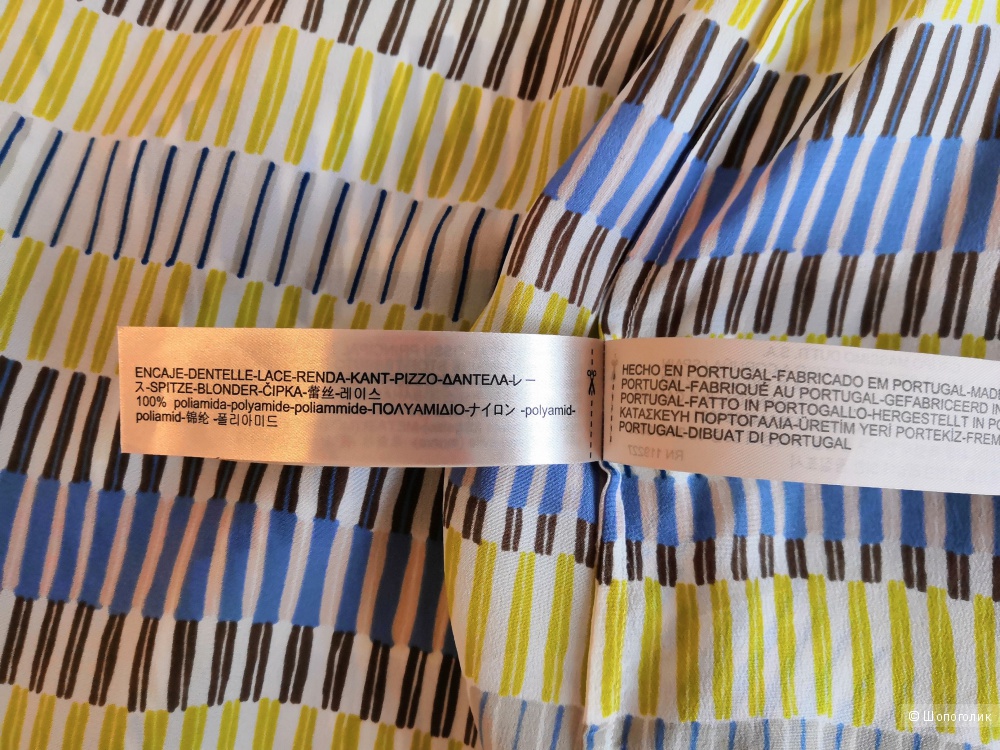 ENCAJE-DENTELLE-LACE-RENDA-KANT-PIZZO-ΔΑΝΤΕΛΑ-レー
ス-SPITZE-BLONDER-ČIPKA-蕾丝-레이스
100% poliamida-polyamide-poliammide-ΠΟΛΥΑΜΙΔΙΟ-ナイロン -polyamid-
poliamid-锦纶 -폴리아미드
HECHO EN PORTUGAL-FABRICADO EM PORTUGAL-MADE
PORTUGAL-FABRIQUÉ AU PORTUGAL-GEFABRICEERD IN
PORTUGAL-FATTO IN PORTOGALLO-HERGESTELLT IN PO
ΚΑΤΑΣΚΕΥΗ ΠΟΡΤΟΓΑΛΙΑ-ÜRETİM YERİ PORTEKİZ-FREM
PORTUGAL-DIBUAT DI PORTUGAL
RN 119227
© Шопоголик